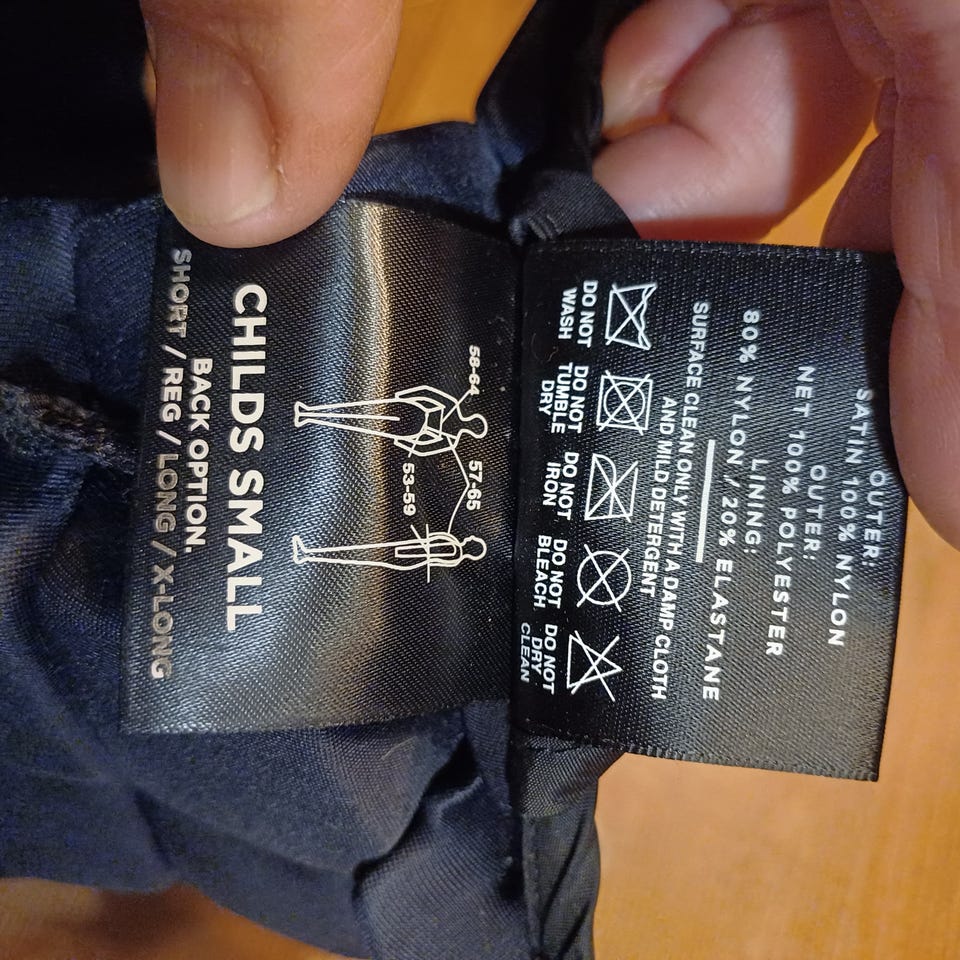 OUTER:
SATIN 100% NYLON
OUTER:
NET 100% POLYESTER
LINING:
80% NYLON / 20% ELASTANE
SURFACE CLEAN ONLY WITH A DAMP CLOTH
AND MILD DETERGENT
DO NOT
WASH
DO NOT
TUMBLE
DRY
DO NOT
IRON
DO NOT
BLEACH
DO NOT
DRY
CLEAN
58-64
57-65
53-59
CHILDS SMALL
BACK OPTION.
SHORT / REG / LONG / X-LONG